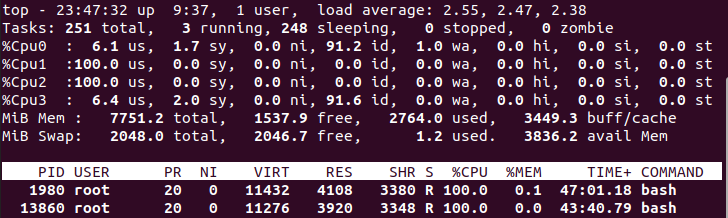 top - 23:47:32 up  9:37,  1 user,  load average: 2.55, 2.47, 2.38
Tasks: 251 total,   3 running, 248 sleeping,   0 stopped,   0 zombie
%Cpu0  :  6.1 us,  1.7 sy,  0.0 ni, 91.2 id,  1.0 wa,  0.0 hi,  0.0 si,  0.0 st
%Cpu1  :100.0 us,  0.0 sy,  0.0 ni,  0.0 id,  0.0 wa,  0.0 hi,  0.0 si,  0.0 st
%Cpu2  :100.0 us,  0.0 sy,  0.0 ni,  0.0 id,  0.0 wa,  0.0 hi,  0.0 si,  0.0 st
%Cpu3  :  6.4 us,  2.0 sy,  0.0 ni, 91.6 id,  0.0 wa,  0.0 hi,  0.0 si,  0.0 st
MiB Mem :   7751.2 total,   1537.9 free,   2764.0 used,   3449.3 buff/cache
MiB Swap:   2048.0 total,   2046.7 free,      1.2 used.   3836.2 avail Mem
PID USER      PR  NI    VIRT    RES    SHR S  %CPU  %MEM     TIME+ COMMAND
1980 root      20   0   11432   4108   3380 R 100.0   0.1  47:01.18 bash
13860 root      20   0   11276   3920   3348 R 100.0   0.0  43:40.79 bash